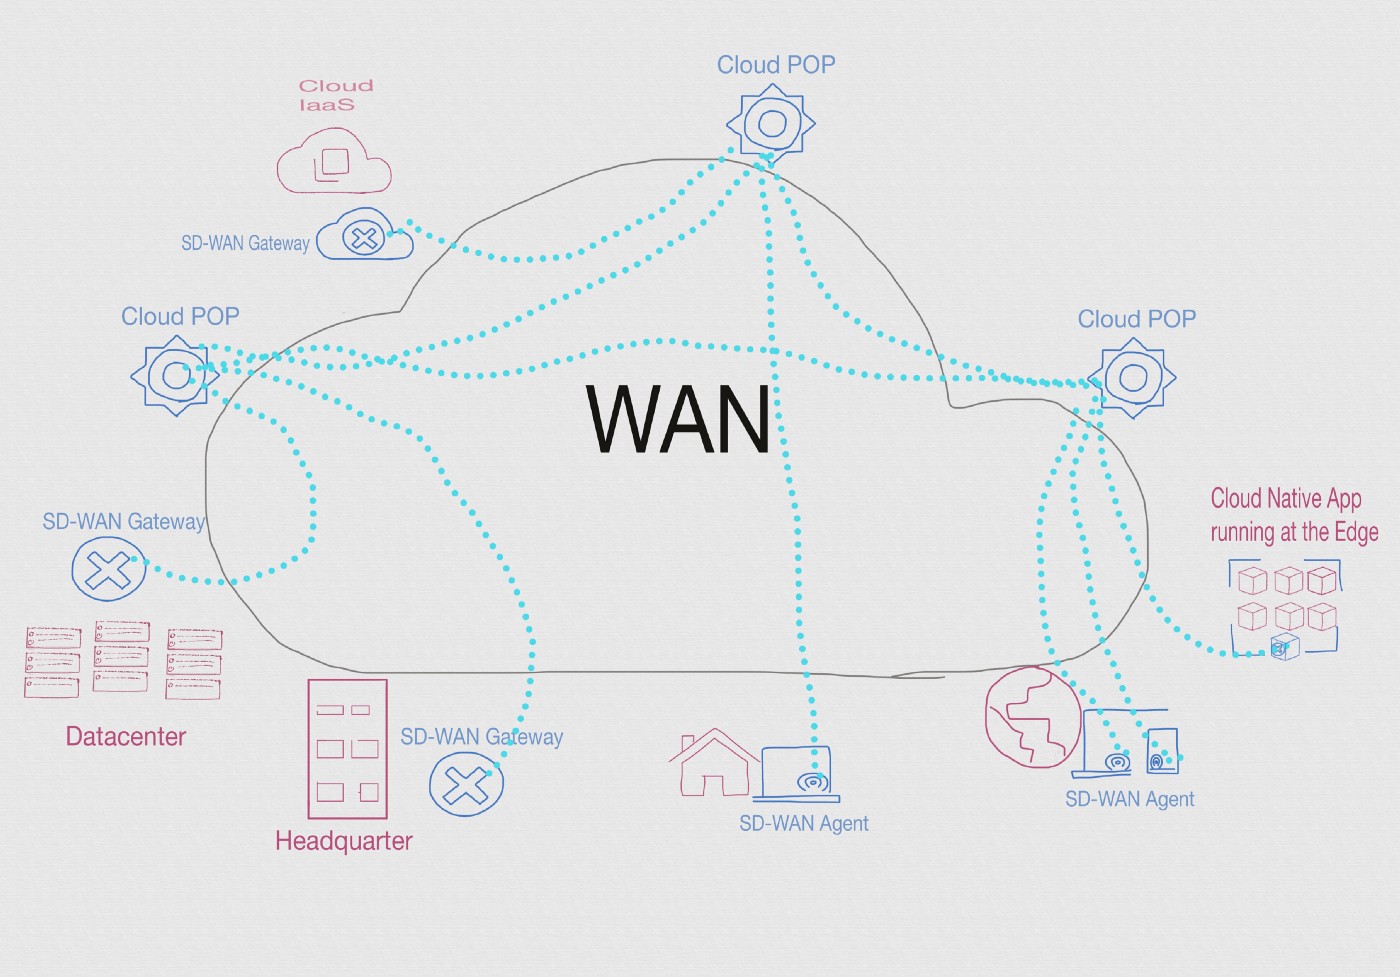 Cloud POP
Cloud
IaaS
SD-WAN Gateway
Cloud POP
Cloud POP
WAN
Cloud Native App
running at the Edge
SD-WAN Gateway
Datacenter
SD-WAN Gateway
Headquarter
SD-WAN Agent
SD-WAN Agent